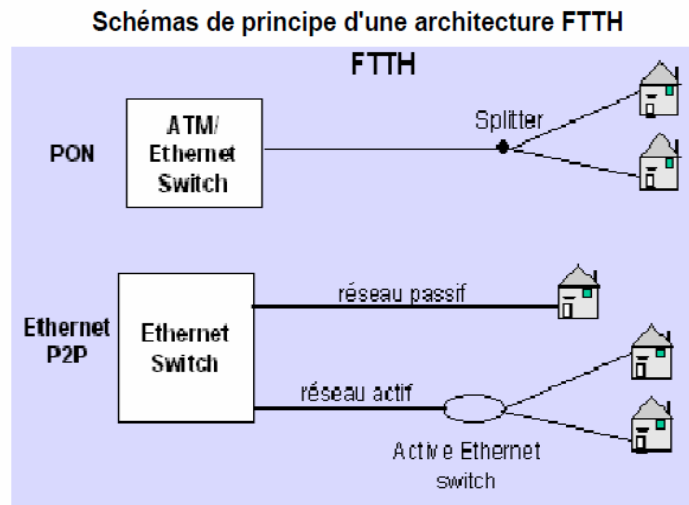 Schémas de principe d'une architecture FTTH
FTTH
PON
ATM/
Ethernet
Switch
Splitter
Ethernet
P2P
Ethernet
Switch
réseau passif
réseau actif
Active Ethernet
switch